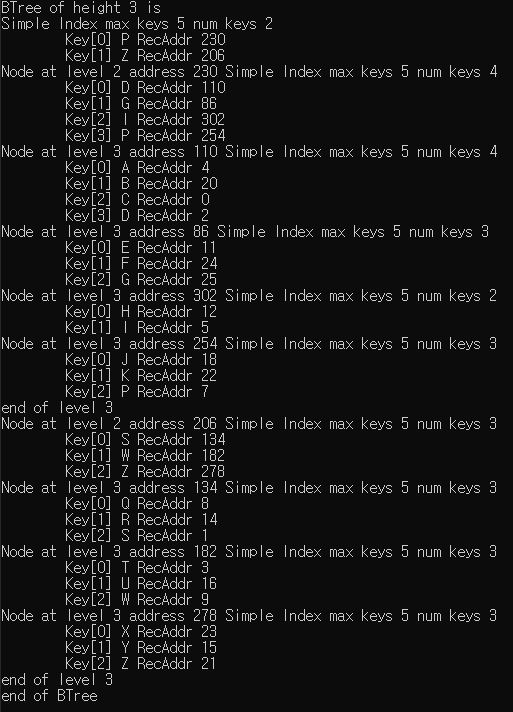 BTree of height 3 is
Simple Index max keys 5 num keys 2
Key[0] P RecAddr 230
Key[1] Z RecAddr 206
Node at level 2 address 230 Simple Index max keys 5 num keys 4
Key[0] D RecAddr 110
Key[1] G RecAddr 86
Key[2] I RecAddr 302
Key[3] P RecAddr 254
Node at level 3 address 110 Simple Index max keys 5 num keys 4
Key[0] A RecAddr 4
Key[1] B RecAddr 20
Key[2] C RecAddr 0
Key[3] D RecAddr 2
Node at level 3 address 86 Simple Index max keys 5 num keys 3
Key[0] E RecAddr 11
Key[1] F RecAddr 24
Key[2] G RecAddr 25
Node at level 3 address 302 Simple Index max keys 5 num keys 2
Key[0] H RecAddr 12
Key[1] I RecAddr 5
Node at level 3 address 254 Simple Index max keys 5 num keys 3
Key[0] J RecAddr 18
Key[1] K RecAddr 22
Key[2] P RecAddr 7
end of level 3
Node at level 2 address 206 Simple Index max keys 5 num keys 3
Key[0] S RecAddr 134
Key[1] W RecAddr 182
Key[2] Z RecAddr 278
Node at level 3 address 134 Simple Index max keys 5 num keys 3
Key[0] Q RecAddr 8
Key[1] R RecAddr 14
Key[2] S RecAddr 1
Node at level 3 address 182 Simple Index max keys 5 num keys 3
Key[0] T RecAddr 3
Key[1] U RecAddr 16
Key[2] W RecAddr 9
Node at level 3 address 278 Simple Index max keys 5 num keys 3
Key[0] X RecAddr 23
Key[1] Y RecAddr 15
Key[2] Z RecAddr 21
end of level 3
end of BTree